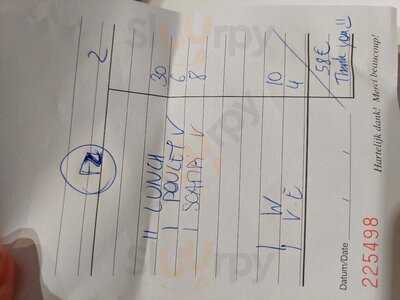 2
11 LUNCH 30
1 POULET V 6
1 SCAMPI V 8
1 W 10
1 V É 4
58€
Thank you!!
Hartelijk dank! Merci beaucoup!
Datum/Date / /
225498